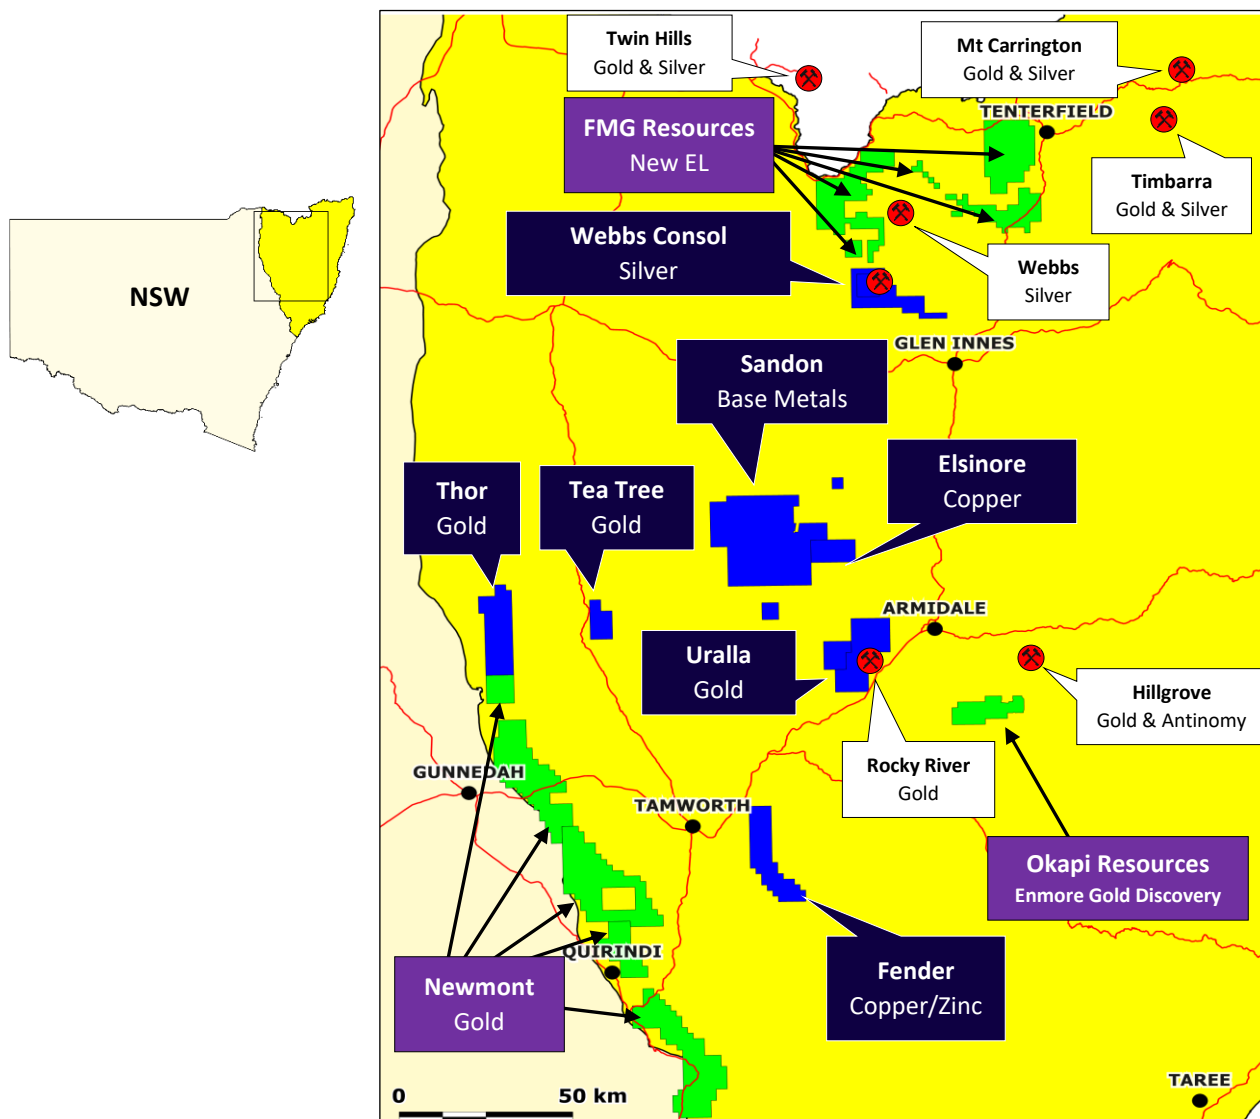 Twin Hills
Gold & Silver
Mt Carrington
Gold & Silver
TENTERFIELD
FMG Resources
New EL
Timbarra
Gold & Silver
Webbs Consol
Silver
Webbs
Silver
NSW
GLEN INNES
Sandon
Base Metals
Elsinore
Copper
Thor
Gold
Tea Tree
Gold
ARMIDALE
Uralla
Gold
Hillgrove
Gold & Antinomy
Rocky River
Gold
GUNNEDAH
TAMWORTH
Okapi Resources
Enmore Gold Discovery
QUIRINDI
Fender
Copper/Zinc
Newmont
Gold
TAREE
0 50 km